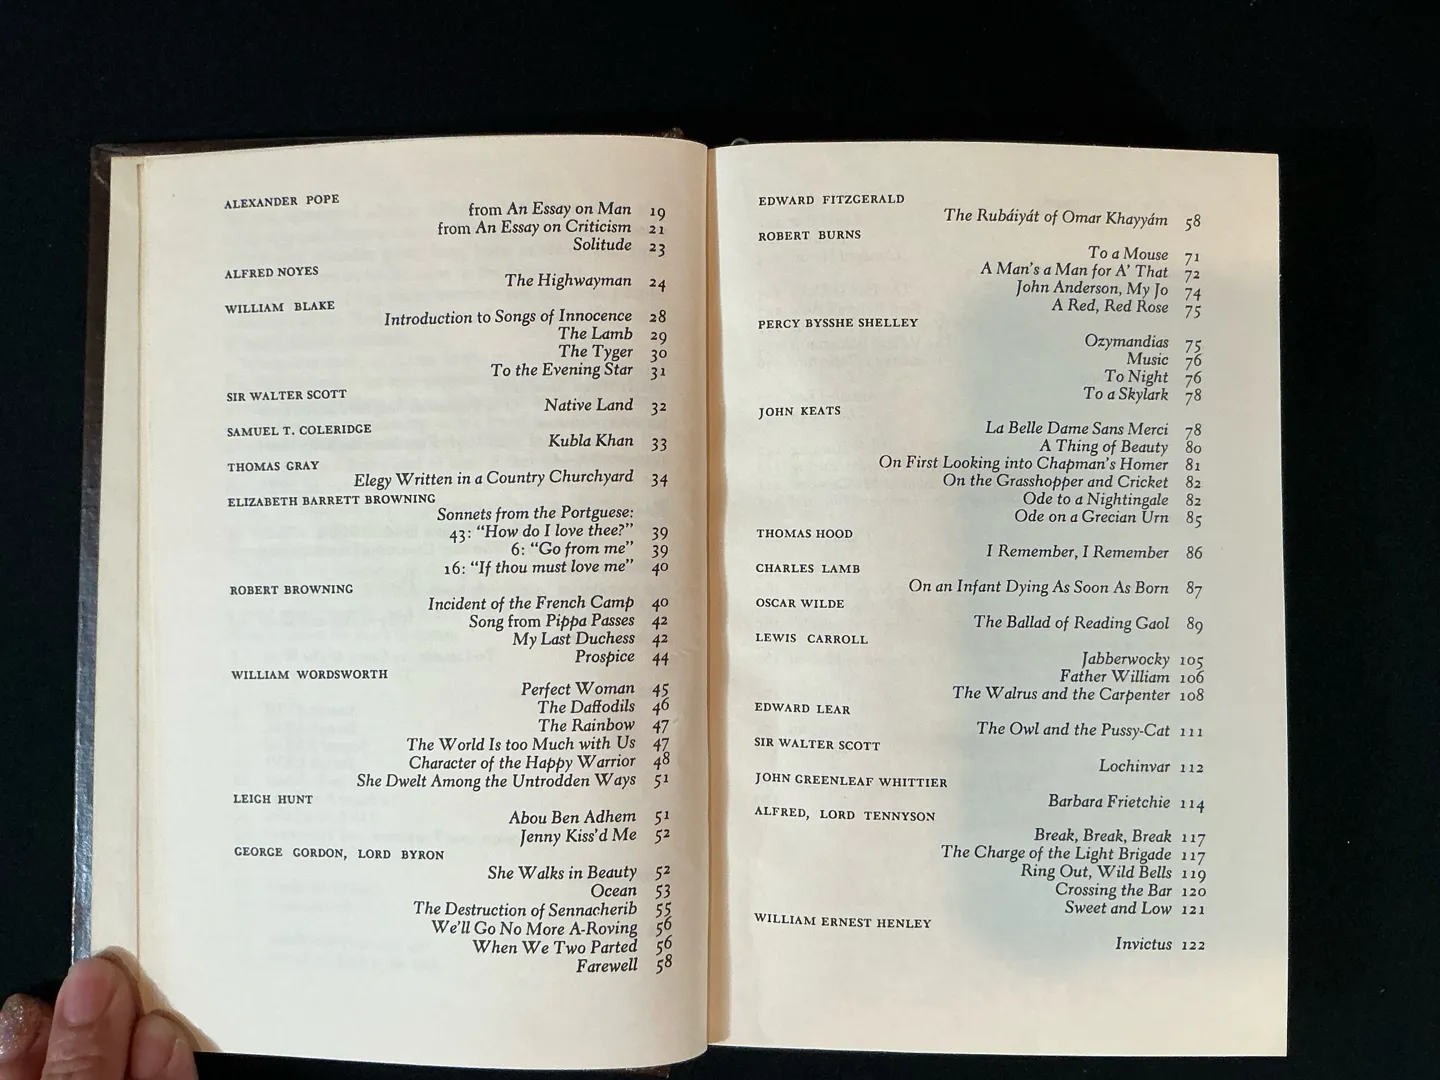 ALEXANDER POPE
from An Essay on Man 19
from An Essay on Criticism 21
Solitude 23
ALFRED NOYES
The Highwayman 24
WILLIAM BLAKE
Introduction to Songs of Innocence 28
The Lamb 29
The Tyger 30
To the Evening Star 31
SIR WALTER SCOTT
Native Land 32
SAMUEL T. COLERIDGE
Kubla Khan 33
THOMAS GRAY
Elegy Written in a Country Churchyard 34
ELIZABETH BARRETT BROWNING
Sonnets from the Portguese:
43: "How do I love thee?" 39
6: "Go from me" 39
16: "If thou must love me" 40
ROBERT BROWNING
Incident of the French Camp 40
Song from Pippa Passes 42
My Last Duchess 42
Prospice 44
WILLIAM WORDSWORTH
Perfect Woman 45
The Daffodils 46
The Rainbow 47
The World Is too Much with Us 47
Character of the Happy Warrior 48
She Dwelt Among the Untrodden Ways 51
LEIGH HUNT
Abou Ben Adhem 51
Jenny Kiss'd Me 52
GEORGE GORDON, LORD BYRON
She Walks in Beauty 52
Ocean 53
The Destruction of Sennacherib 55
We'll Go No More A-Roving 56
When We Two Parted 56
Farewell 58
EDWARD FITZGERALD
The Rubáiyát of Omar Khayyám 58
ROBERT BURNS
To a Mouse 71
A Man's a Man for A' That 72
John Anderson, My Jo 74
A Red, Red Rose 75
PERCY BYSSHE SHELLEY
Ozymandias 75
Music 76
To Night 76
To a Skylark 78
JOHN KEATS
La Belle Dame Sans Merci 78
A Thing of Beauty 80
On First Looking into Chapman's Homer 81
On the Grasshopper and Cricket 82
Ode to a Nightingale 82
Ode on a Grecian Urn 85
THOMAS HOOD
I Remember, I Remember 86
CHARLES LAMB
On an Infant Dying As Soon As Born 87
OSCAR WILDE
The Ballad of Reading Gaol 89
LEWIS CARROLL
Jabberwocky 105
Father William 106
The Walrus and the Carpenter 108
EDWARD LEAR
The Owl and the Pussy-Cat 111
SIR WALTER SCOTT
Lochinvar 112
JOHN GREENLEAF WHITTIER
Barbara Frietchie 114
ALFRED, LORD TENNYSON
Break, Break, Break 117
The Charge of the Light Brigade 117
Ring Out, Wild Bells 119
Crossing the Bar 120
Sweet and Low 121
WILLIAM ERNEST HENLEY
Invictus 122